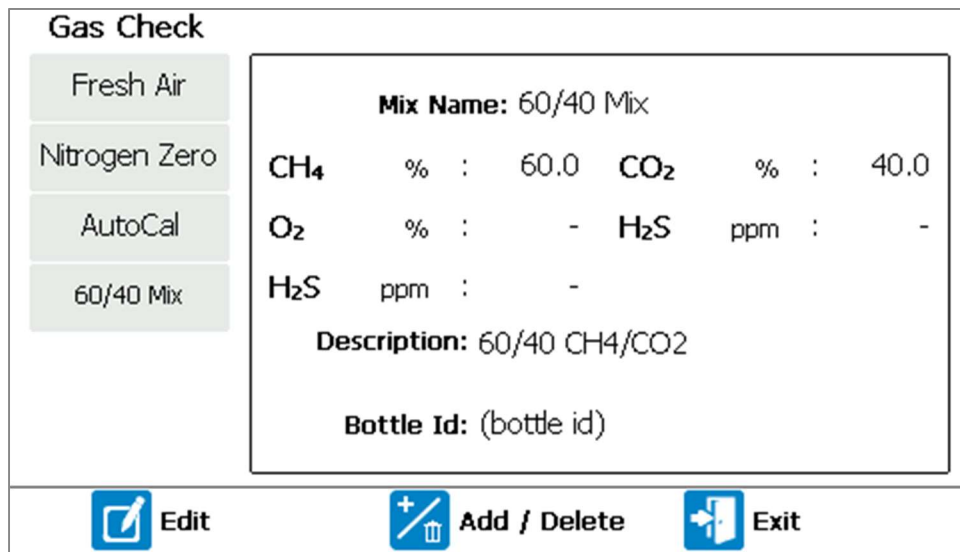 Gas Check
Fresh Air
Nitrogen Zero
AutoCal
60/40 Mix
Mix Name: 60/40 Mix
CH₄ % : 60.0 CO₂ % : 40.0
O₂ % : - H₂S ppm : -
H₂S ppm : -
Description: 60/40 CH4/CO2
Bottle Id: (bottle id)
Edit Add / Delete Exit